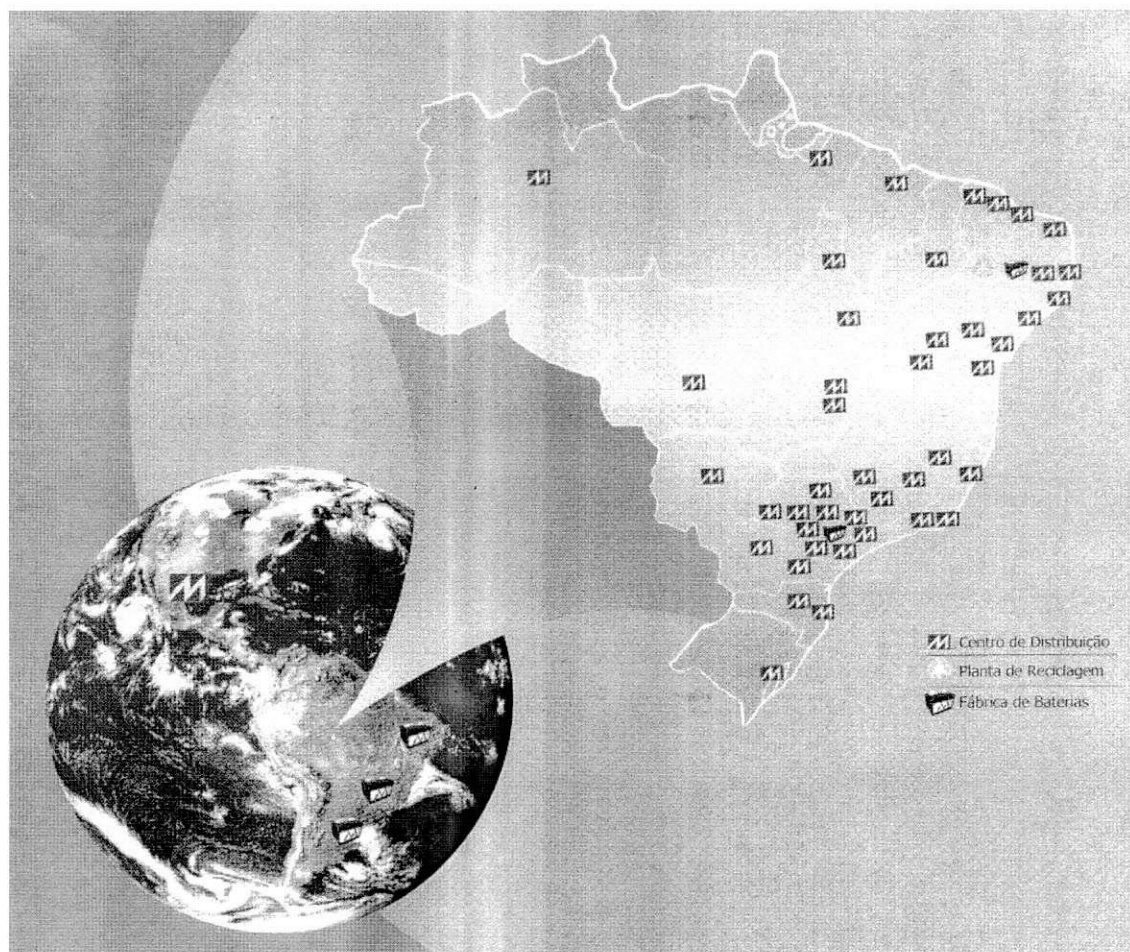 Centro de Distribuição
Planta de Reciclagem
Fábrica de Baterias